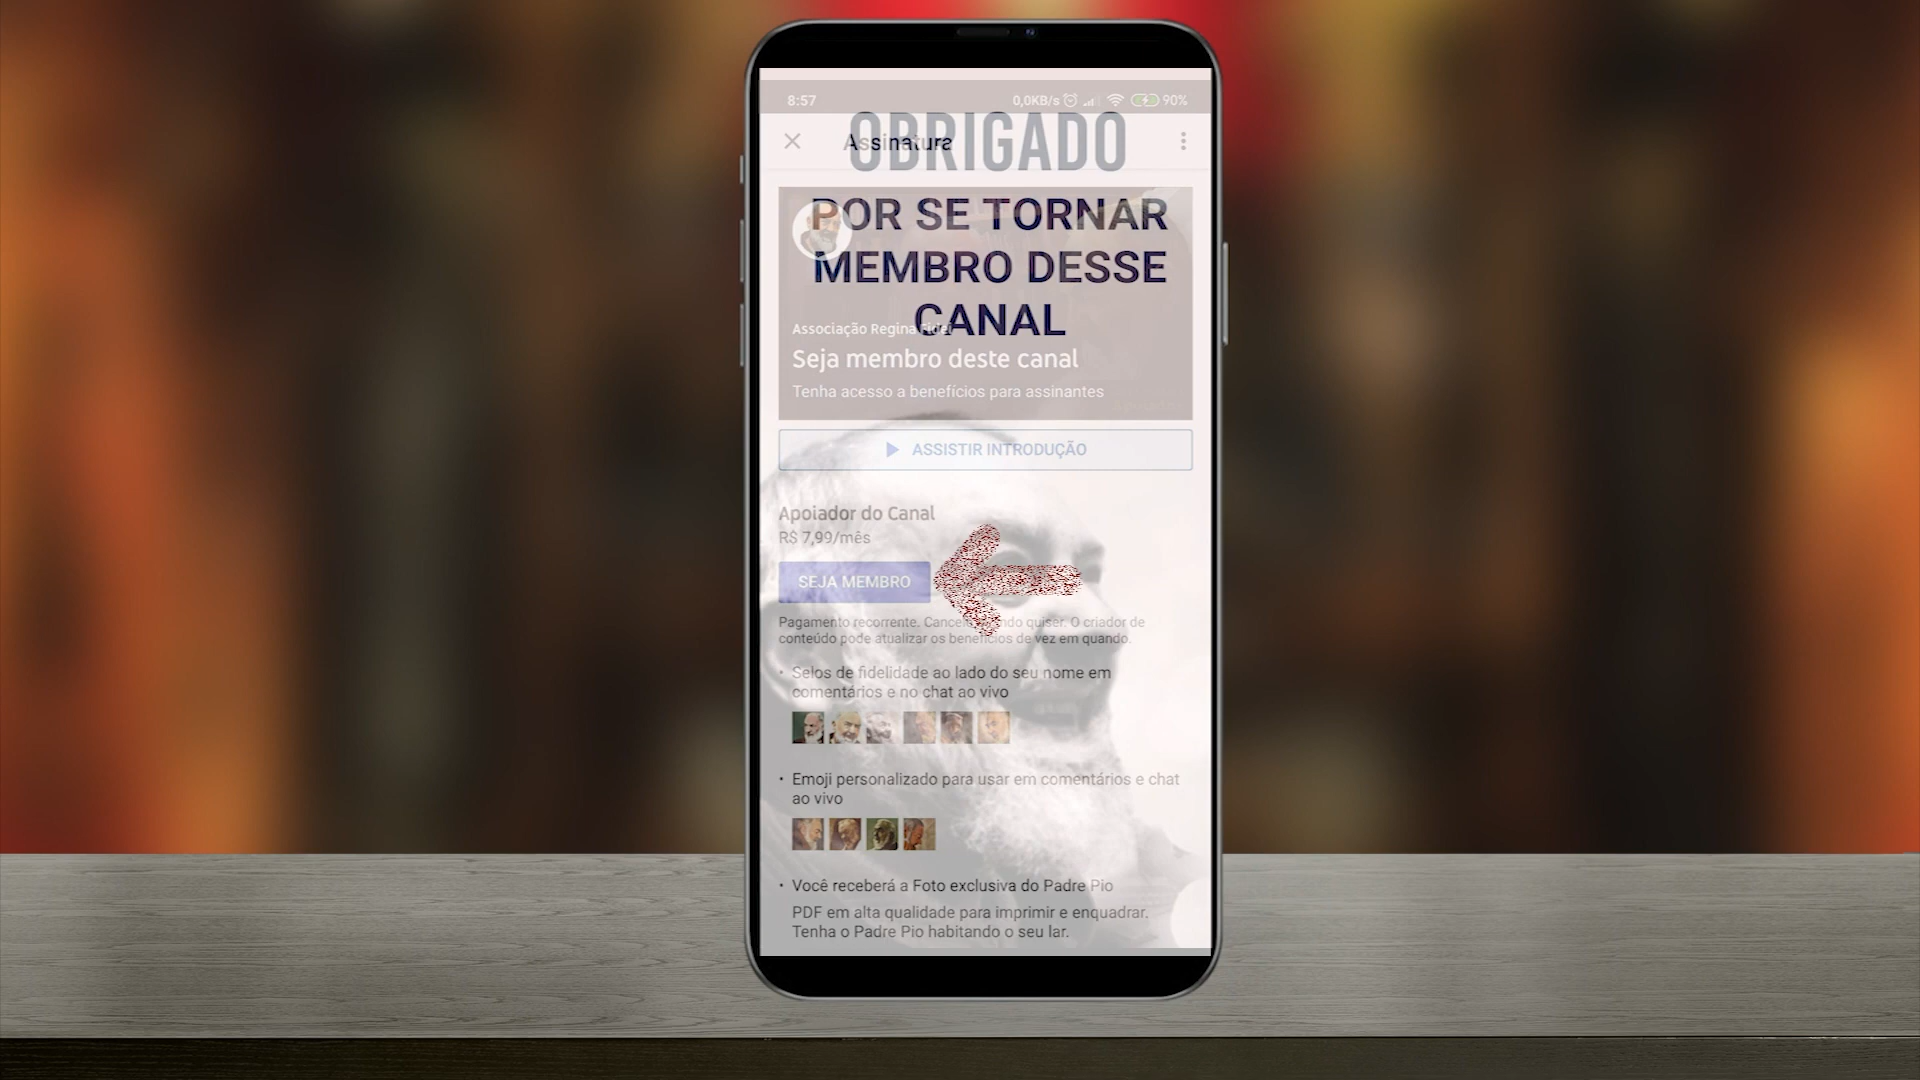 8:57
0,0KB/s
90%
OBRIGADO
Assinatura
POR SE TORNAR
MEMBRO DESSE
CANAL
Associação Regina Fidei
Seja membro deste canal
Tenha acesso a benefícios para assinantes
ASSISTIR INTRODUÇÃO
Apoiador do Canal
R$ 7,99/mês
SEJA MEMBRO
Pagamento recorrente. Cancele quando quiser. O criador de
conteúdo pode atualizar os benefícios de vez em quando.
• Selos de fidelidade ao lado do seu nome em
comentários e no chat ao vivo
• Emoji personalizado para usar em comentários e chat
ao vivo
• Você receberá a Foto exclusiva do Padre Pio
PDF em alta qualidade para imprimir e enquadrar.
Tenha o Padre Pio habitando o seu lar.